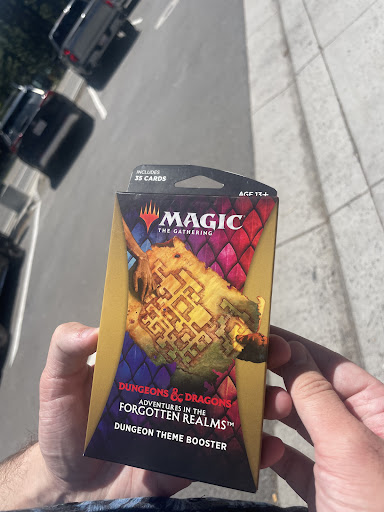 INCLUDES
35 CARDS
AGE 13+
MAGIC
THE GATHERING
DUNGEONS & DRAGONS
ADVENTURES IN THE
FORGOTTEN REALMS™
DUNGEON THEME BOOSTER